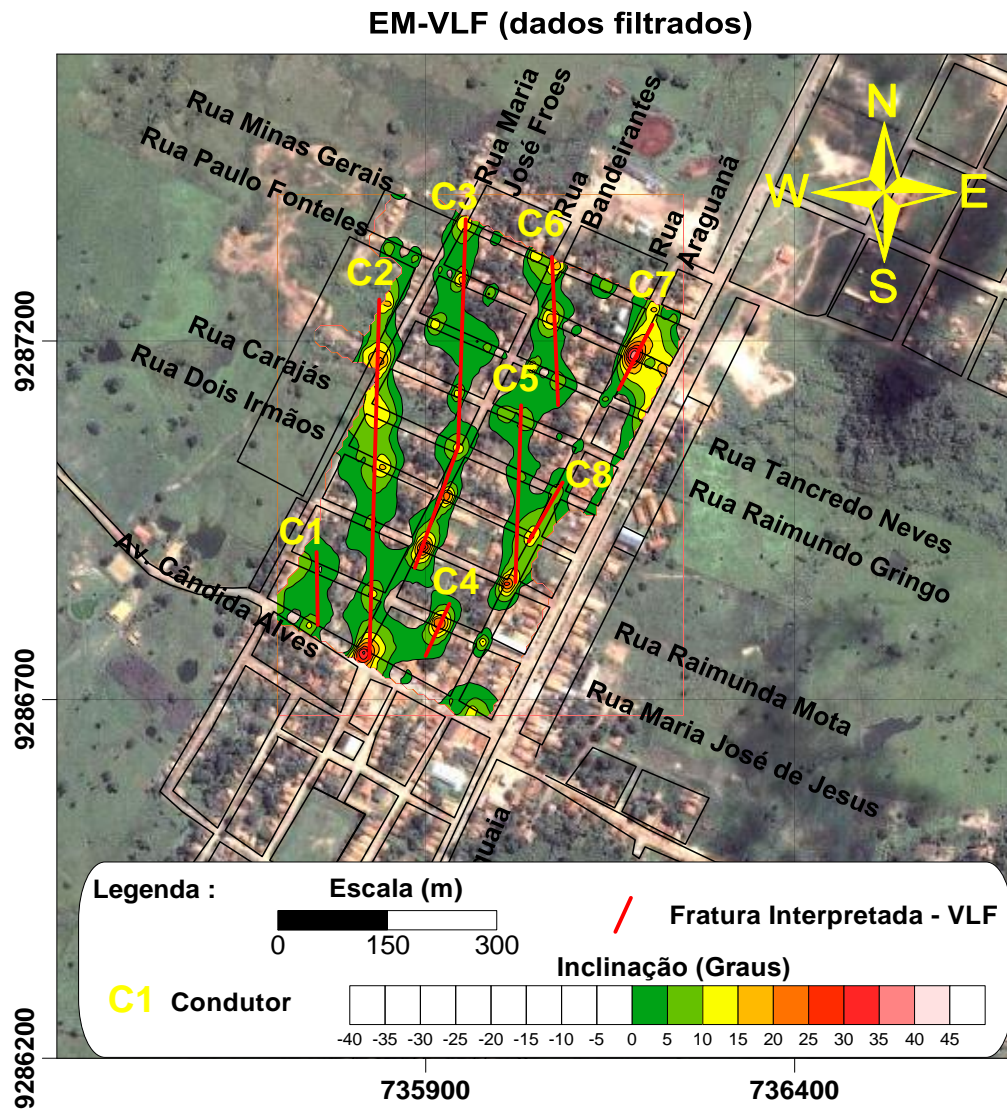 EM-VLF (dados filtrados)
N
W
E
S
Rua Minas Gerais
Rua Paulo Fonteles
Rua Maria
José Froes
Rua
Bandeirantes
Rua
Araguanã
C3
C6
C2
C7
9287200
Rua Carajás
Rua Dois Irmãos
C5
C8
C1
C4
Av. Cândida Alves
Rua Tancredo Neves
Rua Raimundo Gringo
Rua Raimunda Mota
Rua Maria José de Jesus
9286700
guaia
Legenda :
Escala (m)
0 150 300
Fratura Interpretada - VLF
C1 Condutor
Inclinação (Graus)
-40 -35 -30 -25 -20 -15 -10 -5 0 5 10 15 20 25 30 35 40 45
9286200
735900
736400